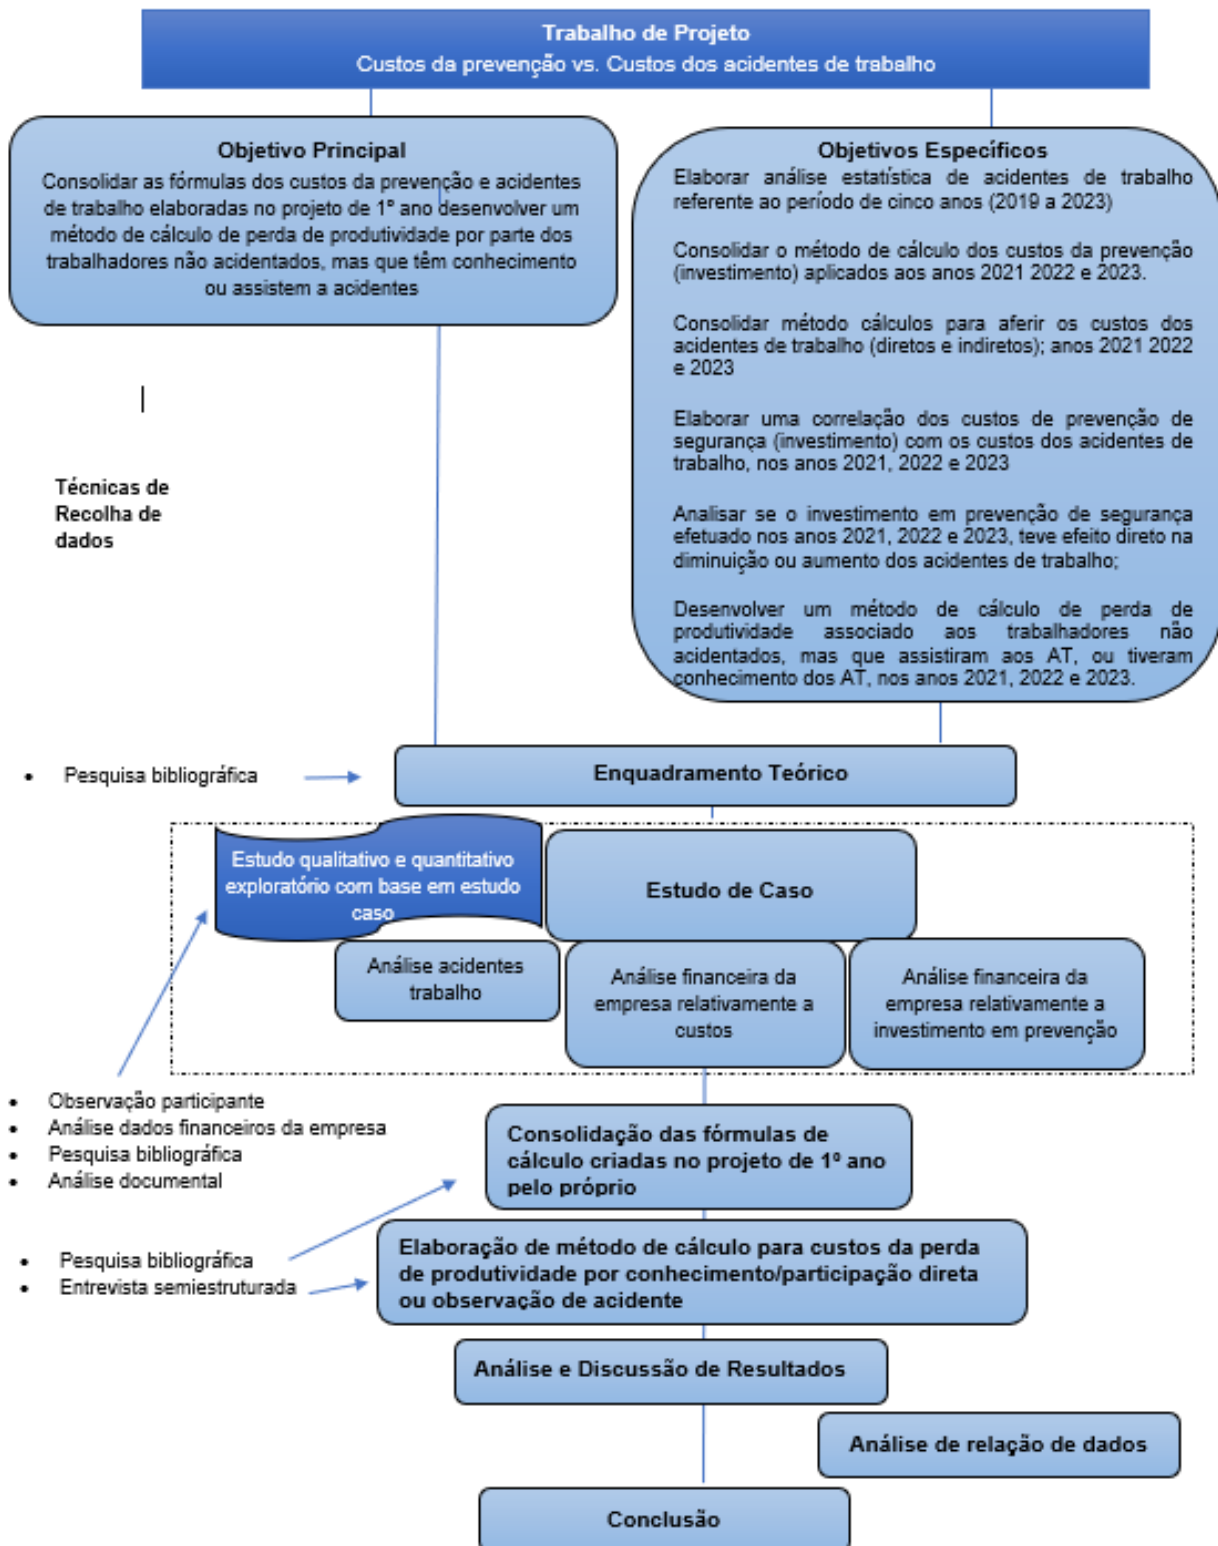 Trabalho de Projeto
Custos da prevenção vs. Custos dos acidentes de trabalho
Objetivo Principal
Consolidar as fórmulas dos custos da prevenção e acidentes
de trabalho elaboradas no projeto de 1º ano desenvolver um
método de cálculo de perda de produtividade por parte dos
trabalhadores não acidentados, mas que têm conhecimento
ou assistem a acidentes
Objetivos Específicos
Elaborar análise estatística de acidentes de trabalho
referente ao período de cinco anos (2019 a 2023)
Consolidar o método de cálculo dos custos da prevenção
(investimento) aplicados aos anos 2021 2022 e 2023.
Consolidar método cálculos para aferir os custos dos
acidentes de trabalho (diretos e indiretos); anos 2021 2022
e 2023
Elaborar uma correlação dos custos de prevenção de
segurança (investimento) com os custos dos acidentes de
trabalho, nos anos 2021, 2022 e 2023
Analisar se o investimento em prevenção de segurança
efetuado nos anos 2021, 2022 e 2023, teve efeito direto na
diminuição ou aumento dos acidentes de trabalho;
Desenvolver um método de cálculo de perda de
produtividade associado aos trabalhadores não
acidentados, mas que assistiram aos AT, ou tiveram
conhecimento dos AT, nos anos 2021, 2022 e 2023.
Técnicas de
Recolha de
dados
• Pesquisa bibliográfica
Enquadramento Teórico
Estudo qualitativo e quantitativo
exploratório com base em estudo
caso
Estudo de Caso
Análise acidentes
trabalho
Análise financeira da
empresa relativamente a
custos
Análise financeira da
empresa relativamente a
investimento em prevenção
• Observação participante
• Análise dados financeiros da empresa
• Pesquisa bibliográfica
• Análise documental
Consolidação das fórmulas de
cálculo criadas no projeto de 1º ano
pelo próprio
• Pesquisa bibliográfica
• Entrevista semiestruturada
Elaboração de método de cálculo para custos da perda
de produtividade por conhecimento/participação direta
ou observação de acidente
Análise e Discussão de Resultados
Análise de relação de dados
Conclusão